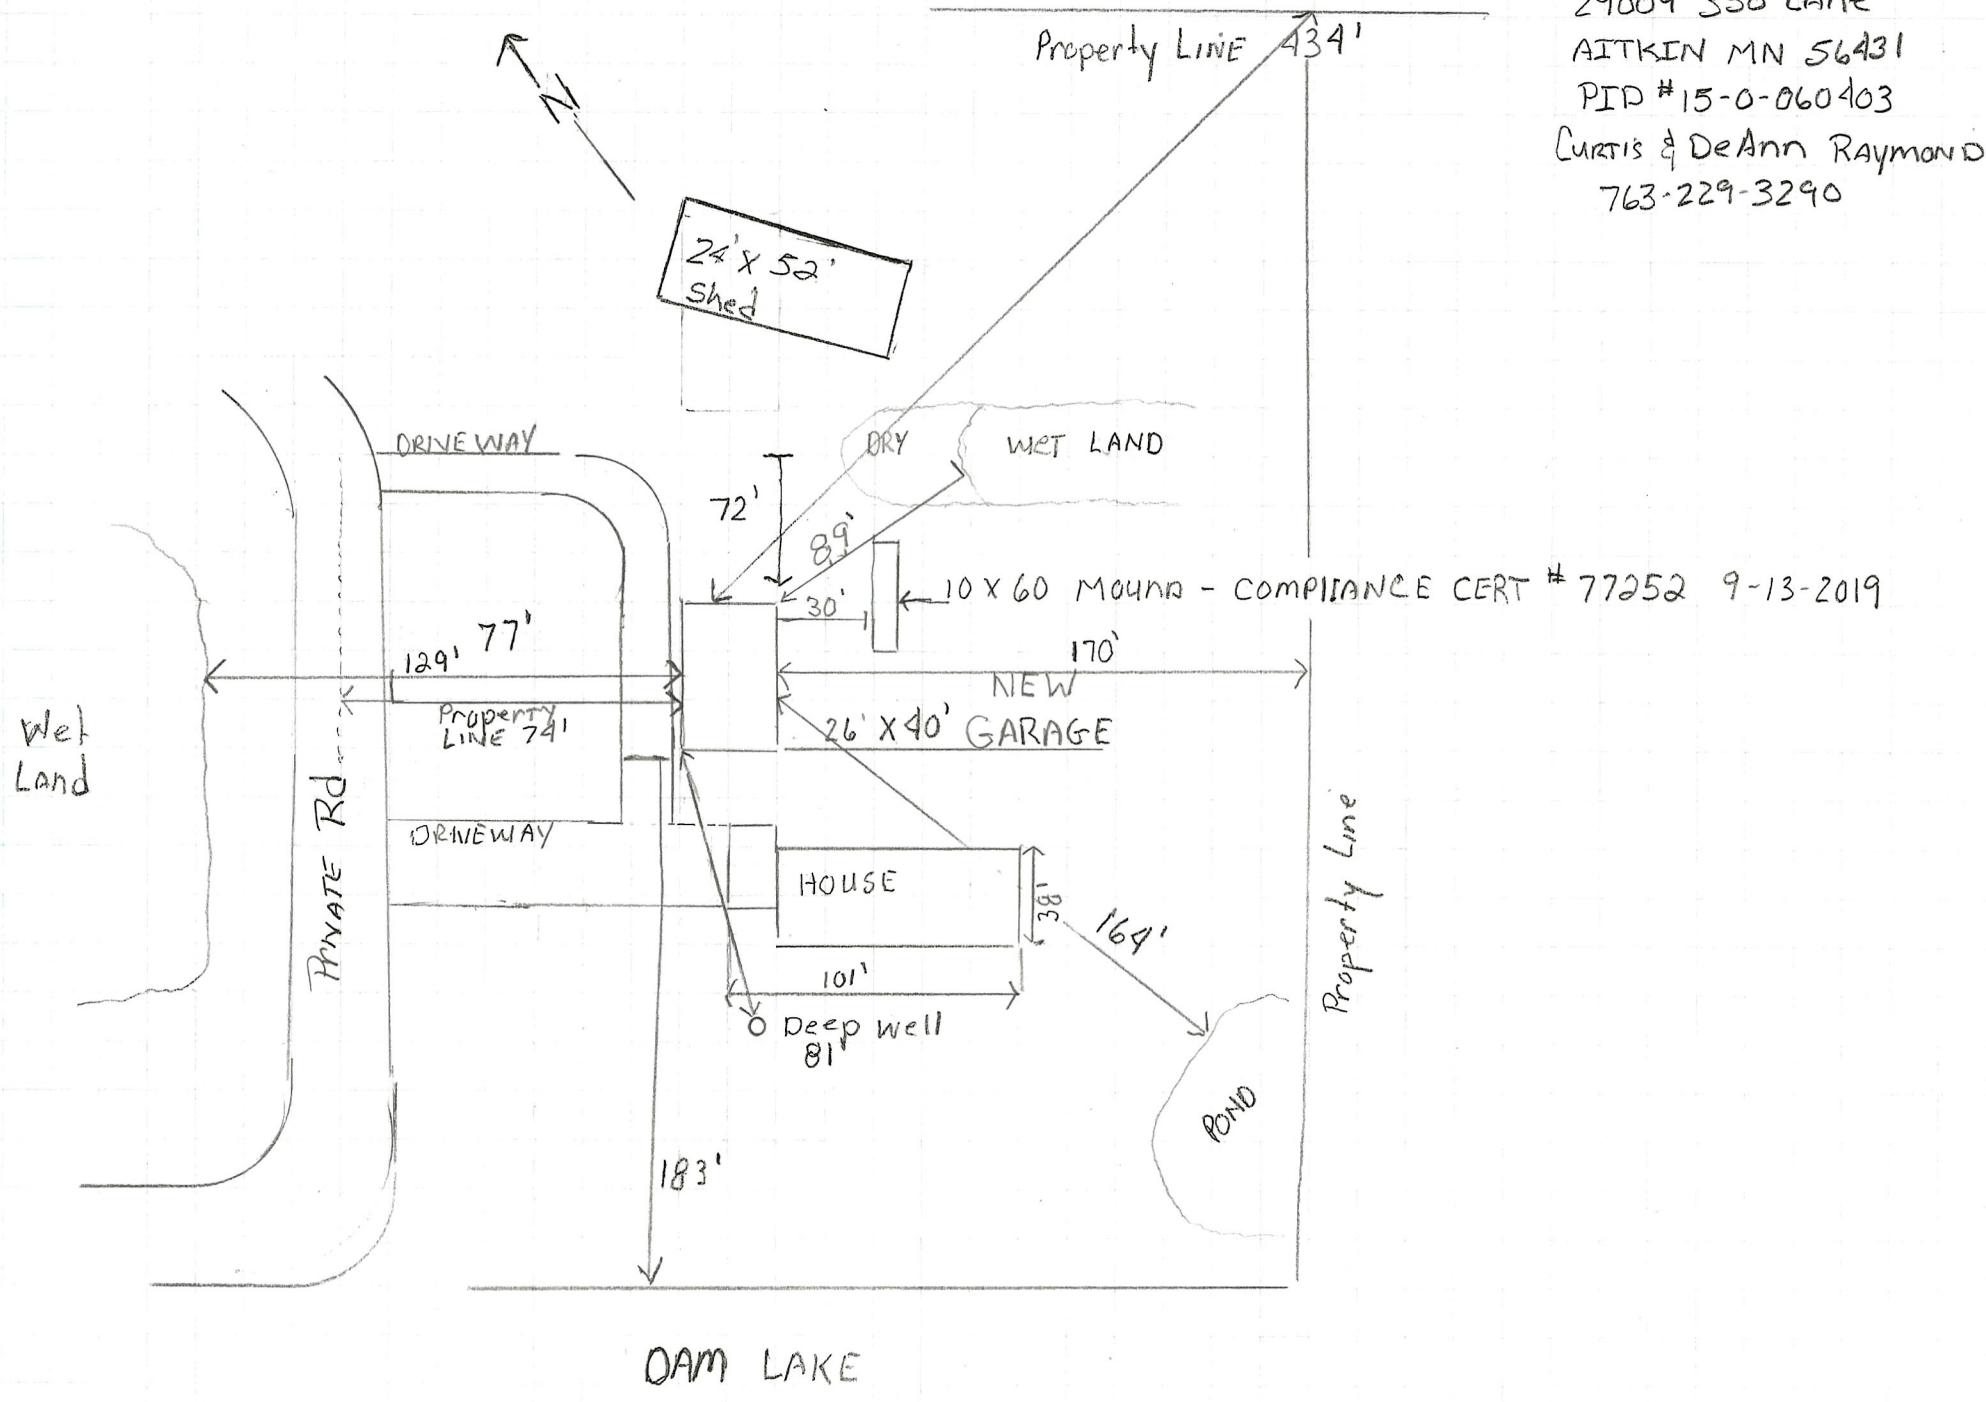 AITKIN MN 56431
PID #15-0-060403
CURTIS & DeAnn RAYMOND
763-229-3290
Property LINE 434'
N
24' X 52'
Shed
DRIVEWAY
DRY
WET LAND
72'
89'
30'
10 X 60 MOUND - COMPLIANCE CERT # 77252 9-13-2019
77'
129'
170'
NEW
26' X 40' GARAGE
Property
LINE 74'
Wet
Land
Private Rd
DRIVEWAY
HOUSE
38'
164'
Property Line
101'
Deep Well
81'
POND
183'
DAM LAKE